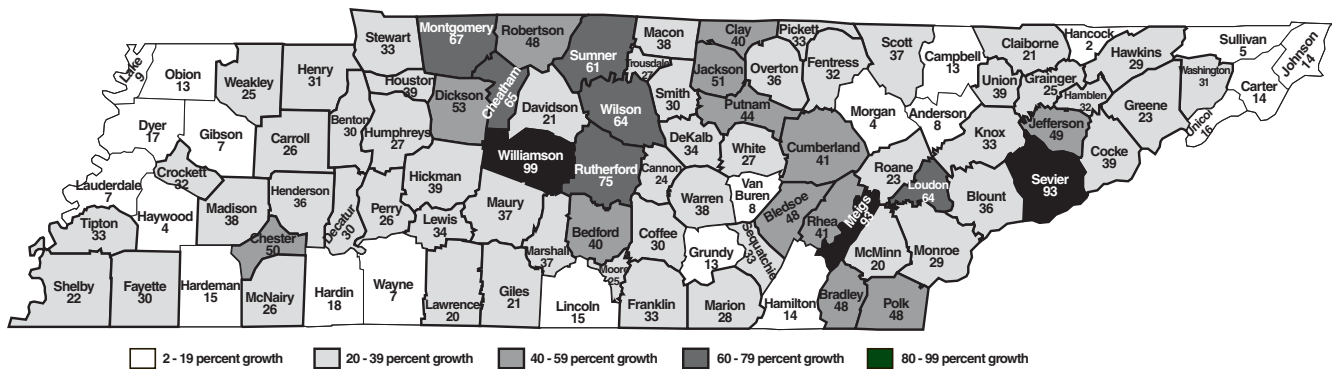 Stewart
33
Montgomery
67
Robertson
48
Sumner
61
Macon
38
Trousdale
27
Clay
40
Pickett
33
Scott
37
Campbell
13
Claiborne
21
Hancock
2
Hawkins
29
Sullivan
5
Johnson
14
Lake
9
Obion
13
Weakley
25
Henry
31
Houston
39
Dickson
53
Cheatham
65
Davidson
21
Wilson
64
Smith
30
Jackson
51
Overton
36
Fentress
32
Putnam
44
Morgan
4
Anderson
8
Union
39
Grainger
25
Hamblen
32
Greene
23
Washington
31
Carter
14
Unicoi
16
Dyer
17
Gibson
7
Carroll
26
Benton
30
Humphreys
27
Williamson
99
Rutherford
75
Cannon
24
DeKalb
34
White
27
Cumberland
41
Roane
23
Loudon
64
Knox
33
Jefferson
49
Sevier
93
Cocke
39
Lauderdale
7
Crockett
32
Haywood
4
Madison
38
Henderson
36
Decatur
30
Perry
26
Hickman
39
Lewis
34
Maury
37
Marshall
37
Bedford
40
Coffee
30
Warren
38
Van
Buren
8
Bledsoe
48
Rhea
41
Meigs
93
McMinn
20
Monroe
29
Blount
36
Tipton
33
Shelby
22
Fayette
30
Hardeman
15
Chester
50
McNairy
26
Hardin
18
Wayne
7
Lawrence
20
Giles
21
Lincoln
15
Moore
25
Franklin
33
Grundy
13
Sequatchie
33
Marion
28
Hamilton
14
Bradley
48
Polk
48
2 - 19 percent growth
20 - 39 percent growth
40 - 59 percent growth
60 - 79 percent growth
80 - 99 percent growth